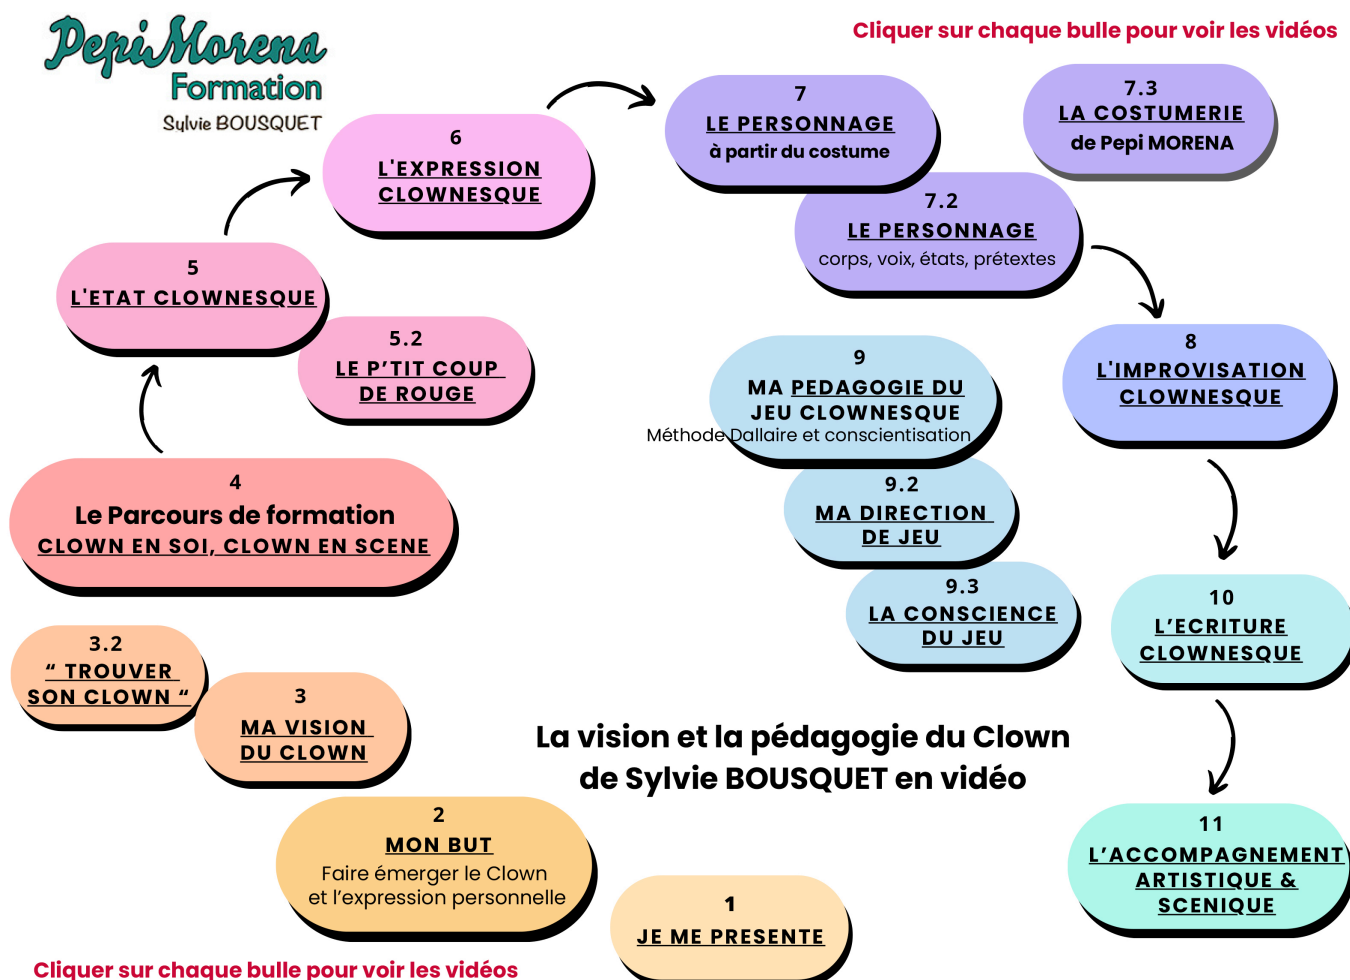 Pepi Morena
Formation
Sylvie BOUSQUET
Cliquer sur chaque bulle pour voir les vidéos
7
LE PERSONNAGE
à partir du costume
7.3
LA COSTUMERIE
de Pepi MORENA
6
L'EXPRESSION
CLOWNESQUE
7.2
LE PERSONNAGE
corps, voix, états, prétextes
5
L'ETAT CLOWNESQUE
5.2
LE P’TIT COUP
DE ROUGE
8
L'IMPROVISATION
CLOWNESQUE
9
MA PEDAGOGIE DU
JEU CLOWNESQUE
Méthode Dallaire et conscientisation
9.2
MA DIRECTION
DE JEU
9.3
LA CONSCIENCE
DU JEU
4
Le Parcours de formation
CLOWN EN SOI, CLOWN EN SCENE
10
L’ECRITURE
CLOWNESQUE
3.2
“ TROUVER
SON CLOWN “
3
MA VISION
DU CLOWN
La vision et la pédagogie du Clown
de Sylvie BOUSQUET en vidéo
2
MON BUT
Faire émerger le Clown
et l’expression personnelle
11
L’ACCOMPAGNEMENT
ARTISTIQUE &
SCENIQUE
1
JE ME PRESENTE
Cliquer sur chaque bulle pour voir les vidéos